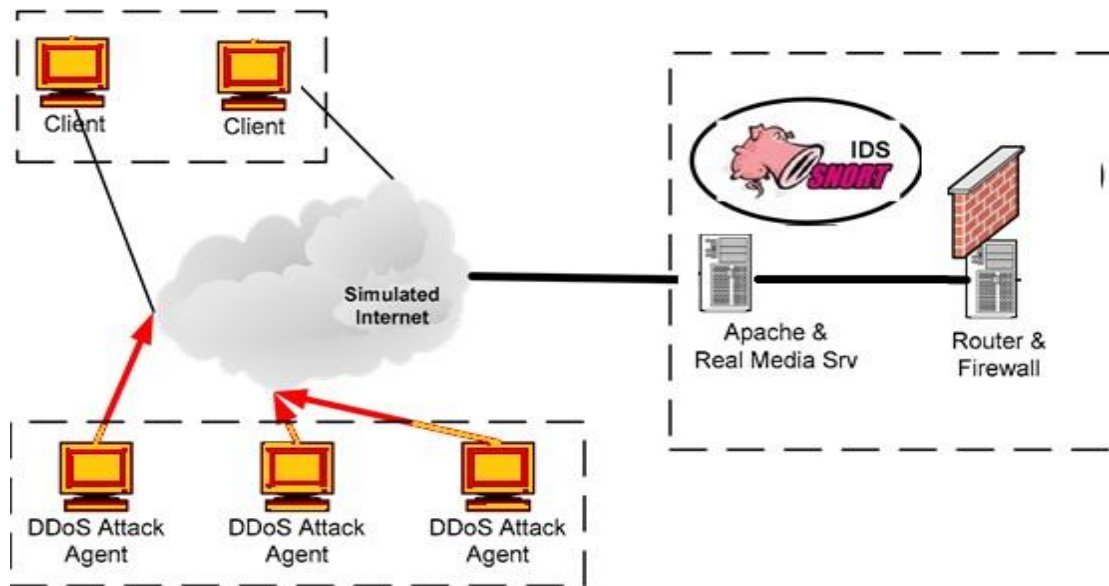 Client
Client
IDS
SNORT
Simulated
Internet
Apache &
Real Media Srv
Router &
Firewall
DDoS Attack
Agent
DDoS Attack
Agent
DDoS Attack
Agent